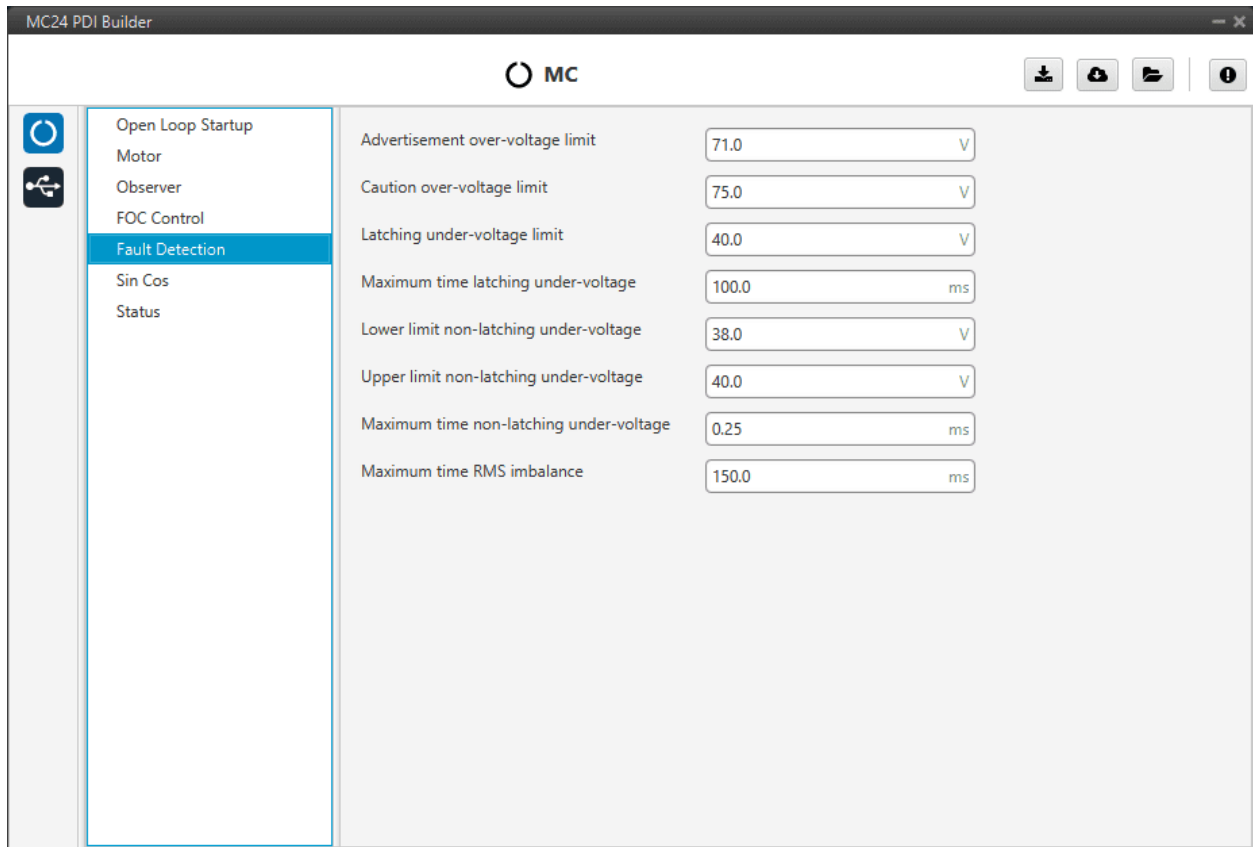 MC24 PDI Builder
MC
Open Loop Startup
Motor
Observer
FOC Control
Fault Detection
Sin Cos
Status
Advertisement over-voltage limit 71.0 V
Caution over-voltage limit 75.0 V
Latching under-voltage limit 40.0 V
Maximum time latching under-voltage 100.0 ms
Lower limit non-latching under-voltage 38.0 V
Upper limit non-latching under-voltage 40.0 V
Maximum time non-latching under-voltage 0.25 ms
Maximum time RMS imbalance 150.0 ms